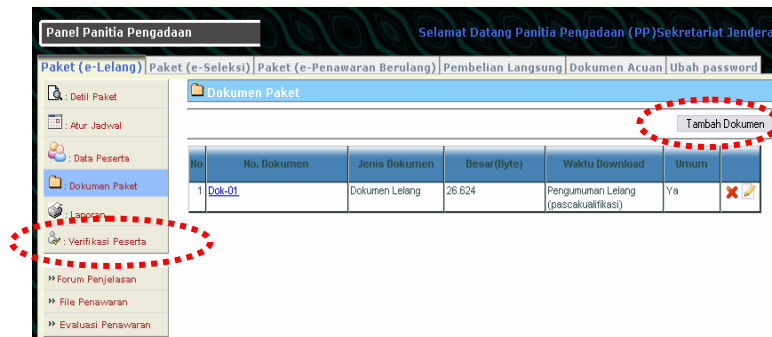 Panel Panitia Pengadaan
Selamat Datang Panitia Pengadaan (PP)Sekretariat Jendera
Paket (e-Lelang) Paket (e-Seleksi) Paket (e-Penawaran Berulang) Pembelian Langsung Dokumen Acuan Ubah password
: Detil Paket
: Atur Jadwal
: Data Peserta
: Dokumen Paket
: Laporan
: Verifikasi Peserta
»Forum Penjelasan
» File Penawaran
» Evaluasi Penawaran
Dokumen Paket
Tambah Dokumen
No No. Dokumen Jenis Dokumen Besar(Byte) Waktu Download Umum
1 Dok-01 Dokumen Lelang 26.624 Pengumuman Lelang Ya
(pascakualifikasi)